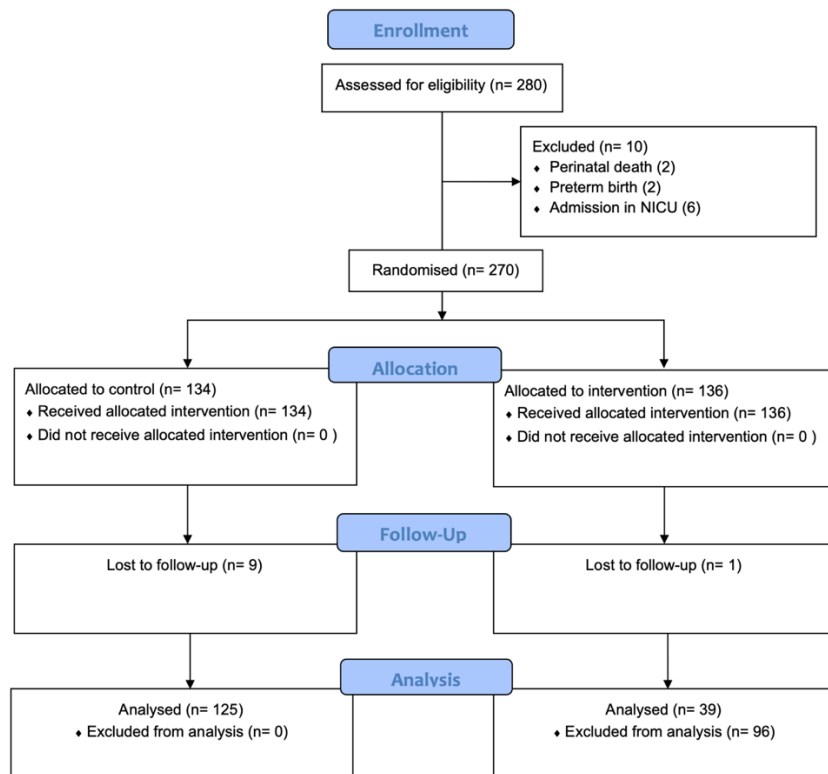 Enrollment
Assessed for eligibility (n= 280)
Excluded (n= 10)
♦ Perinatal death (2)
♦ Preterm birth (2)
♦ Admission in NICU (6)
Randomised (n= 270)
Allocation
Allocated to control (n= 134)
♦ Received allocated intervention (n= 134)
♦ Did not receive allocated intervention (n= 0 )
Allocated to intervention (n= 136)
♦ Received allocated intervention (n= 136)
♦ Did not receive allocated intervention (n= 0 )
Follow-Up
Lost to follow-up (n= 9)
Lost to follow-up (n= 1)
Analysis
Analysed (n= 125)
♦ Excluded from analysis (n= 0)
Analysed (n= 39)
♦ Excluded from analysis (n= 96)